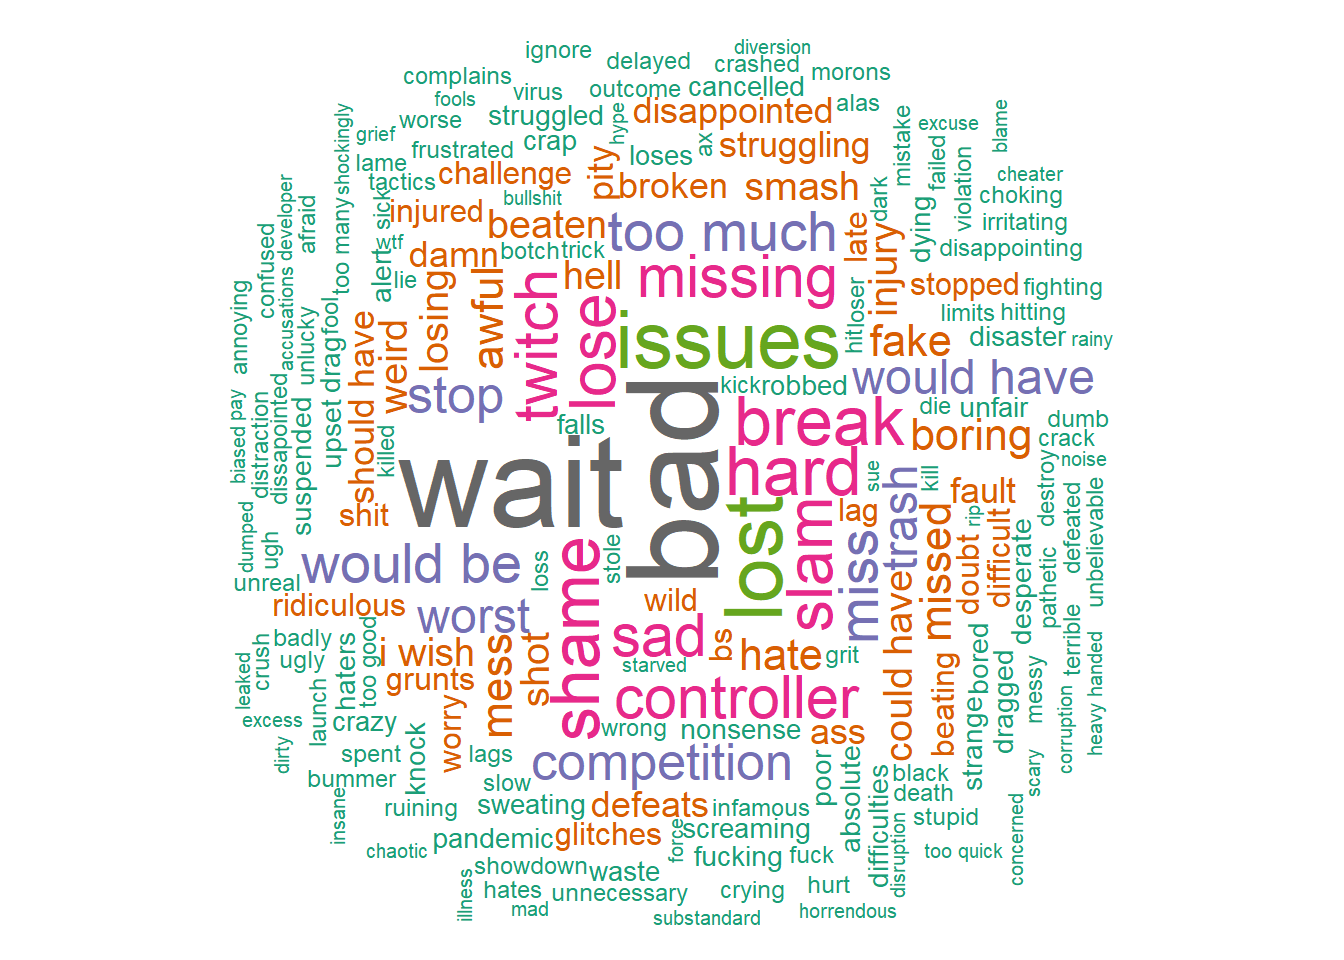 diversion
ignore
delayed
crashed
morons
complains
virus
outcome
cancelled
fools
alas
worse
struggled
hype
disappointed
ax
mistake
excuse
blame
shockingly
grief
frustrated
crap
loses
struggling
failed
lame
tactics
challenge
pity
broken
smash
dark
violation
cheater
choking
bullshit
sick
injured
beaten
too much
late
injury
dying
irritating
disappointing
developer
afraid
too many
wtf
damn
botch
trick
hell
missing
stopped
fighting
confused
accusations
alert
lie
losing
awful
twitch
lose
issues
hit
loser
fake
limits
hitting
disaster
rainy
annoying
unlucky
fool
drag
upset
should have
weird
stop
kick
robbed
would have
bad
break
die
unfair
dumb
biased
pay
distraction
dissapointed
suspended
killed
falls
wait
hard
boring
crack
noise
sue
kill
fault
destroy
shit
lost
slam
lag
trash
missed
rip
difficult
defeated
unbelievable
dumped
ugh
would be
loss
stole
shame
miss
doubt
desperate
pathetic
unreal
ridiculous
worst
wild
badly
sad
bs
could have
leaked
crush
ugly
haters
too good
i wish
mess
shot
starved
hate
grit
beating
bored
terrible
grunts
controller
strange
dragged
messy
heavy handed
excess
launch
crazy
wrong
nonsense
ass
corruption
dirty
spent
knock
worry
lags
competition
poor
absolute
black
scary
bummer
slow
death
insane
ruining
sweating
defeats
infamous
difficulties
stupid
concerned
chaotic
pandemic
glitches
force
screaming
disruption
too quick
showdown
waste
fucking
fuck
illness
hates
unnecessary
crying
hurt
mad
substandard
horrendous